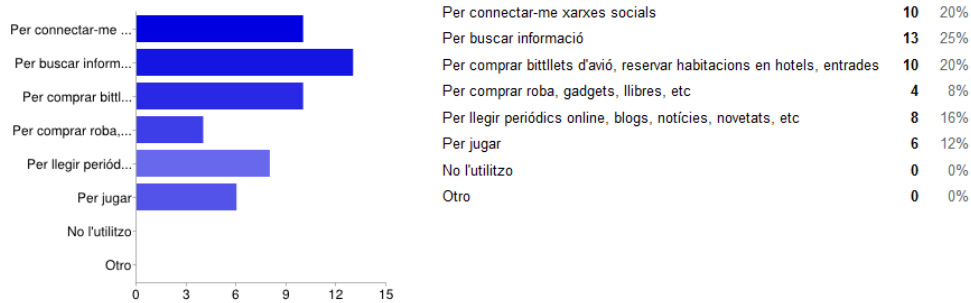 Per connectar-me ...
Per buscar inform...
Per comprar bittl...
Per comprar roba,...
Per llegir periód...
Per jugar
No l'utilitzo
Otro
0 3 6 9 12 15
Per connectar-me xarxes socials 10 20%
Per buscar informació 13 25%
Per comprar bittllets d'avió, reservar habitacions en hotels, entrades 10 20%
Per comprar roba, gadgets, llibres, etc 4 8%
Per llegir periódics online, blogs, notícies, novetats, etc 8 16%
Per jugar 6 12%
No l'utilitzo 0 0%
Otro 0 0%